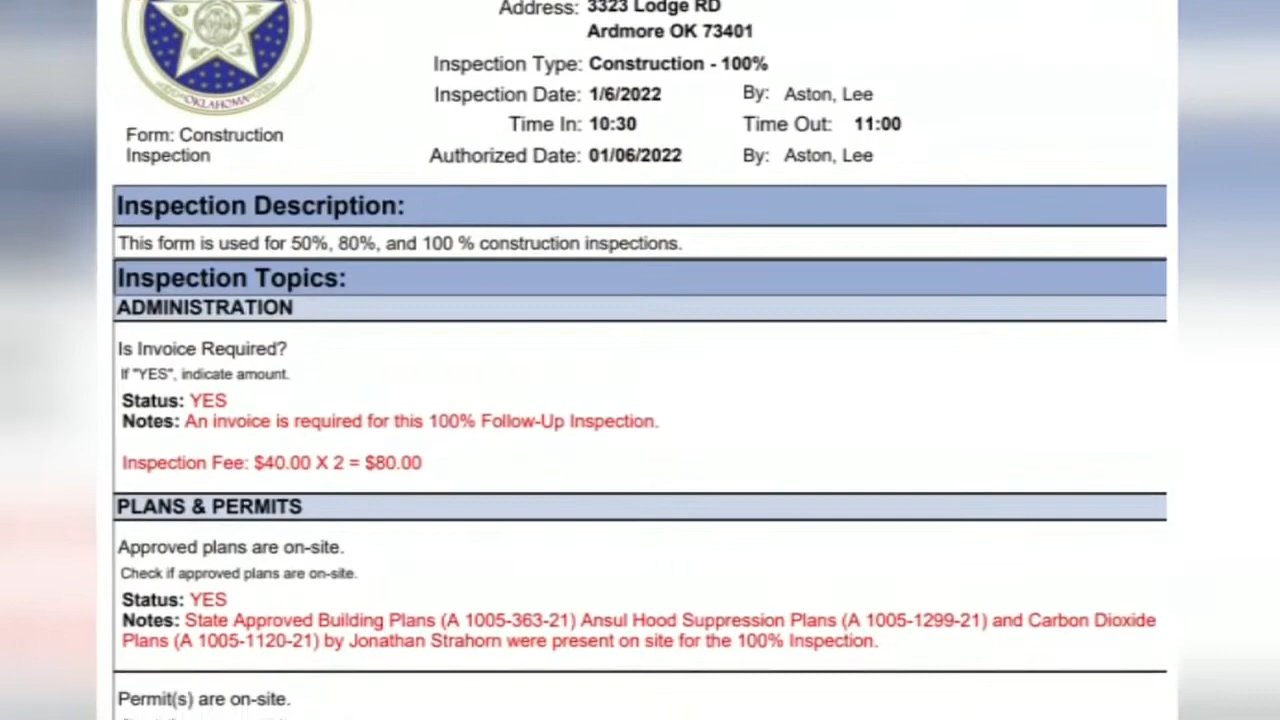 Address: 3323 Lodge RD
Ardmore OK 73401
Inspection Type: Construction - 100%
Inspection Date: 1/6/2022 By: Aston, Lee
Time In: 10:30 Time Out: 11:00
Authorized Date: 01/06/2022 By: Aston, Lee
OKLAHOMA
Form: Construction
Inspection
Inspection Description:
This form is used for 50%, 80%, and 100 % construction inspections.
Inspection Topics:
ADMINISTRATION
Is Invoice Required?
If "YES", indicate amount.
Status: YES
Notes: An invoice is required for this 100% Follow-Up Inspection.
Inspection Fee: $40.00 X 2 = $80.00
PLANS & PERMITS
Approved plans are on-site.
Check if approved plans are on-site.
Status: YES
Notes: State Approved Building Plans (A 1005-363-21) Ansul Hood Suppression Plans (A 1005-1299-21) and Carbon Dioxide
Plans (A 1005-1120-21) by Jonathan Strahorn were present on site for the 100% Inspection.
Permit(s) are on-site.